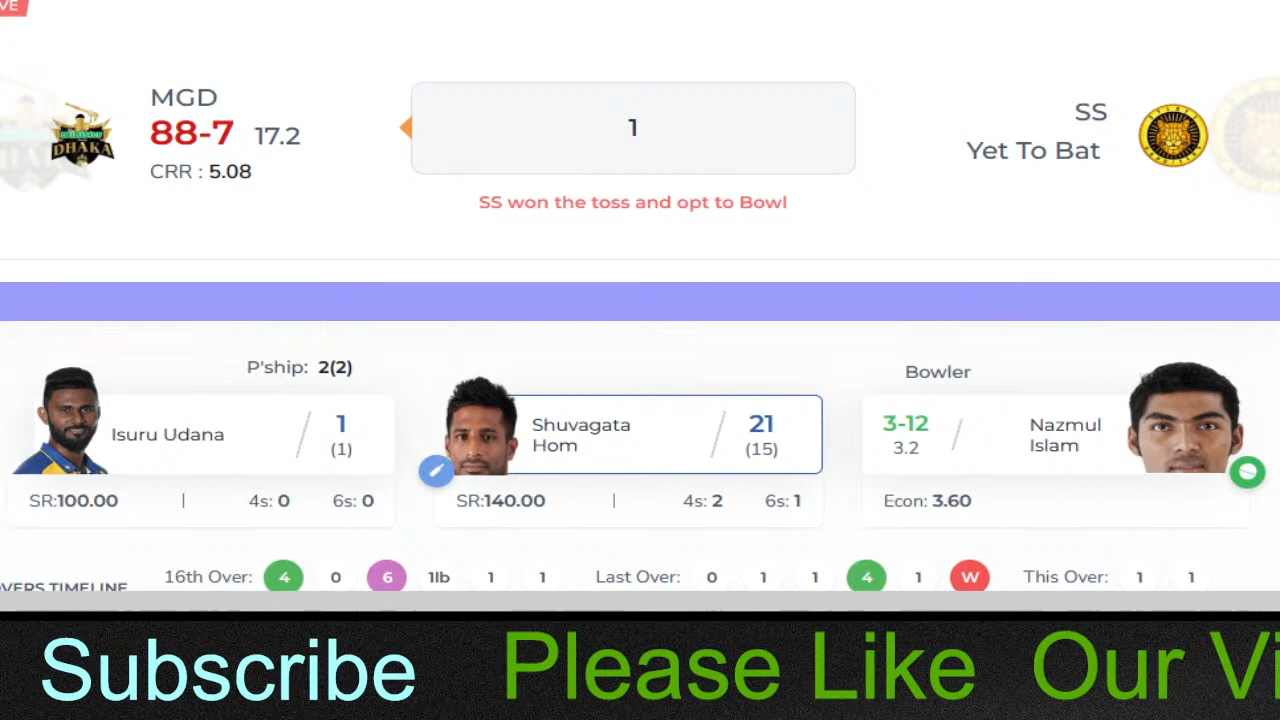 VE
MGD
88-7 17.2
CRR : 5.08
DHAKA
1
SS won the toss and opt to Bowl
SS
Yet To Bat
P'ship: 2(2)
Isuru Udana
1
(1)
SR:100.00 | 4s: 0 6s: 0
Shuvagata
Hom
21
(15)
SR:140.00 | 4s: 2 6s: 1
Bowler
3-12
3.2
Nazmul
Islam
Econ: 3.60
OVERS TIMELINE
16th Over: 4 0 6 1lb 1 1
Last Over: 0 1 1 4 1 W
This Over: 1 1
Subscribe
Please Like Our Vi